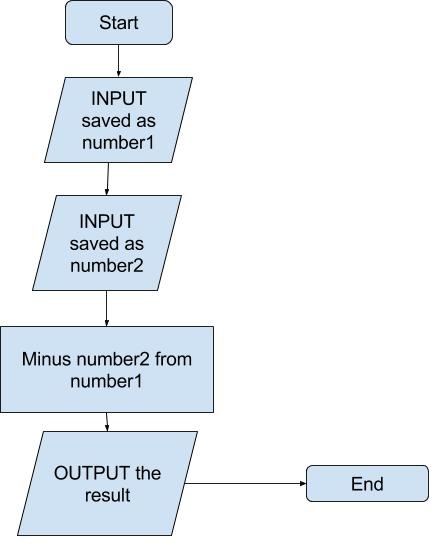 Start
INPUT
saved as
number1
INPUT
saved as
number2
Minus number2 from
number1
OUTPUT the
result
End